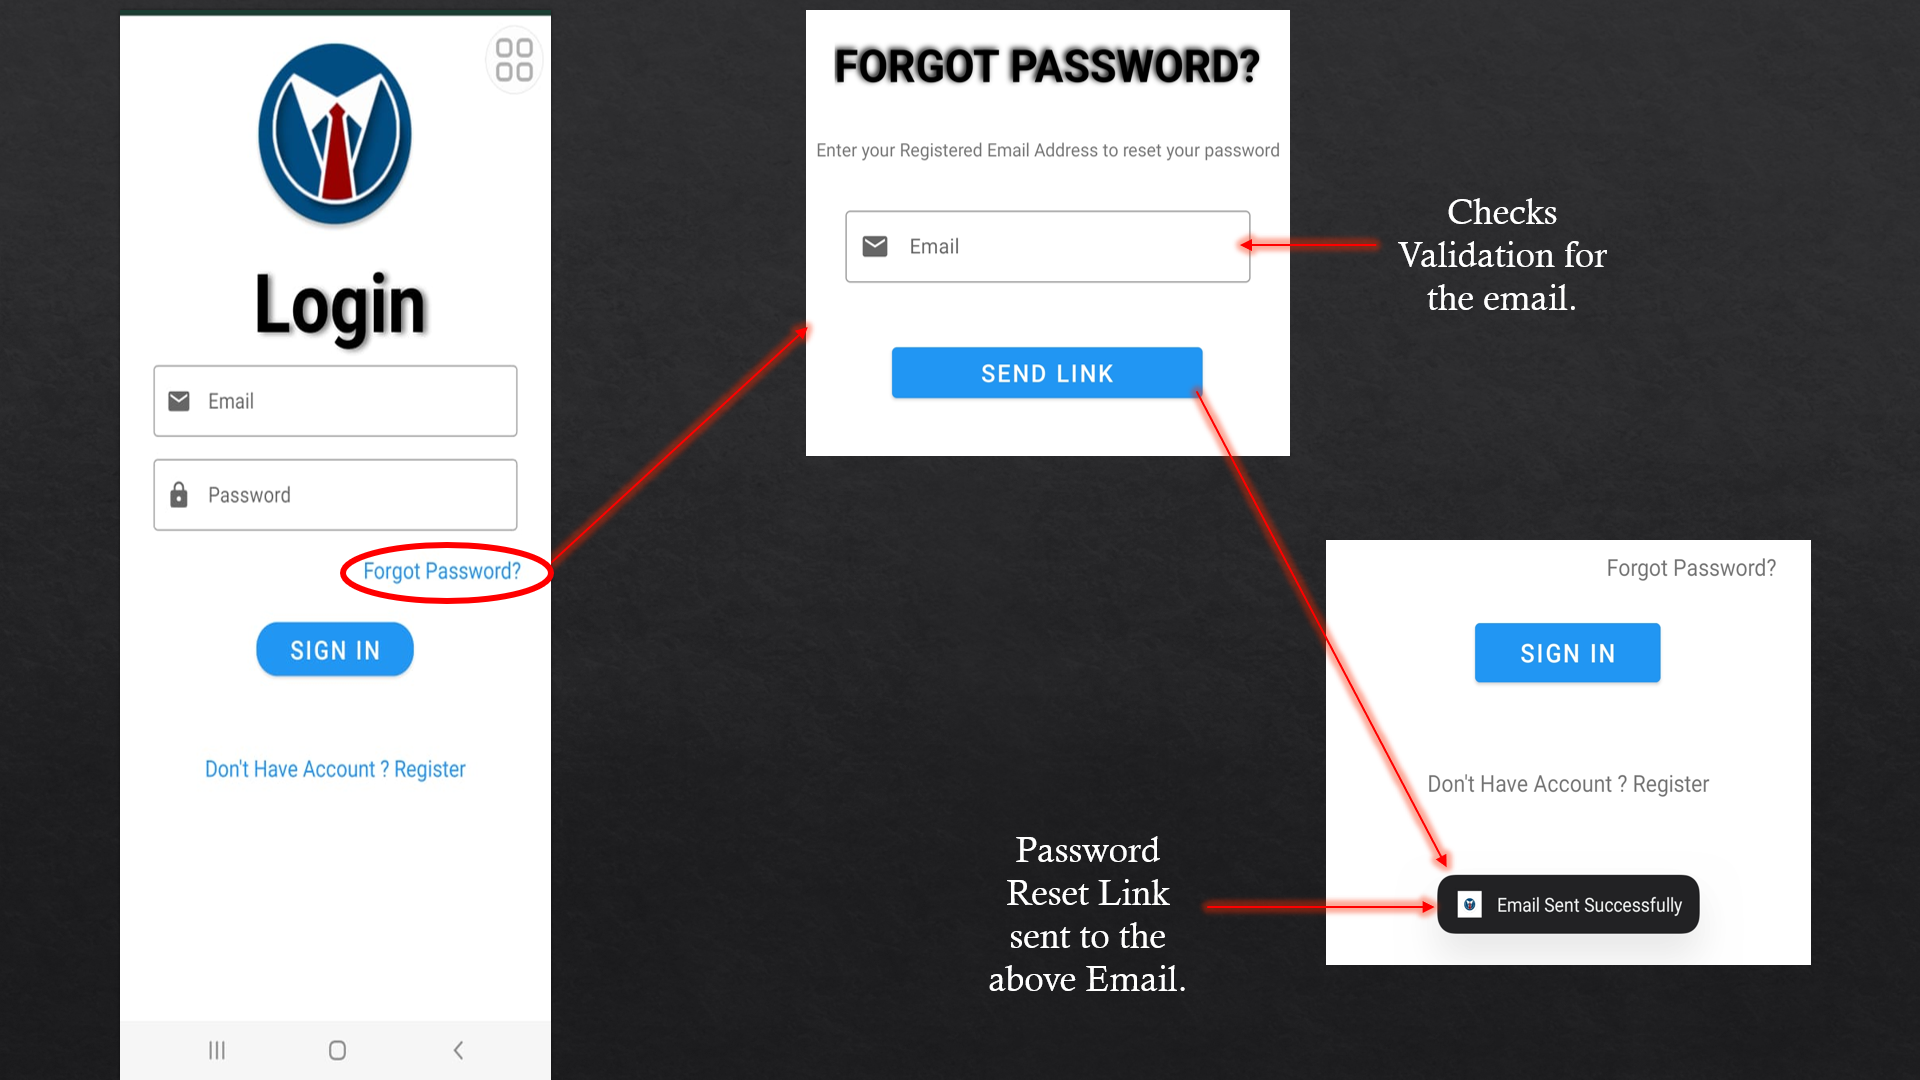 Login
Email
Password
Forgot Password?
SIGN IN
Don't Have Account ? Register
FORGOT PASSWORD?
Enter your Registered Email Address to reset your password
Email
SEND LINK
Checks
Validation for
the email.
Forgot Password?
SIGN IN
Don't Have Account ? Register
Email Sent Successfully
Password
Reset Link
sent to the
above Email.